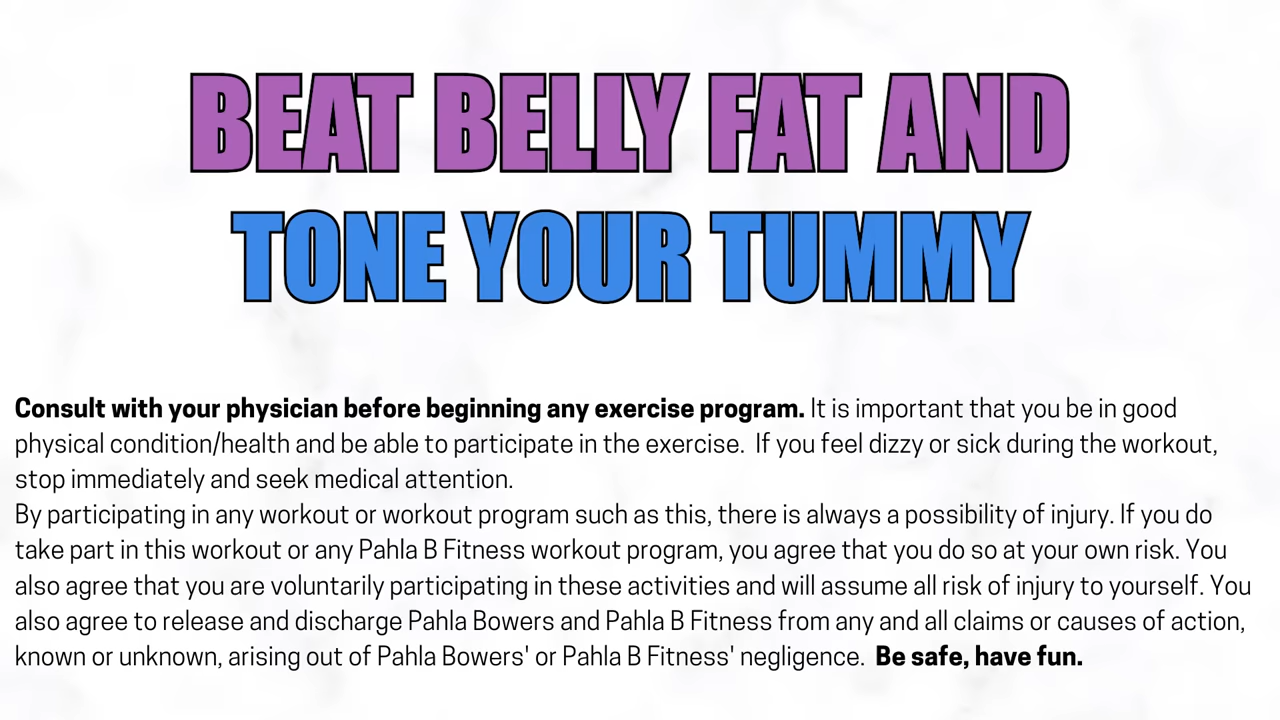 BEAT BELLY FAT AND
TONE YOUR TUMMY
Consult with your physician before beginning any exercise program. It is important that you be in good
physical condition/health and be able to participate in the exercise.  If you feel dizzy or sick during the workout,
stop immediately and seek medical attention.
By participating in any workout or workout program such as this, there is always a possibility of injury. If you do
take part in this workout or any Pahla B Fitness workout program, you agree that you do so at your own risk. You
also agree that you are voluntarily participating in these activities and will assume all risk of injury to yourself. You
also agree to release and discharge Pahla Bowers and Pahla B Fitness from any and all claims or causes of action,
known or unknown, arising out of Pahla Bowers' or Pahla B Fitness' negligence.  Be safe, have fun.